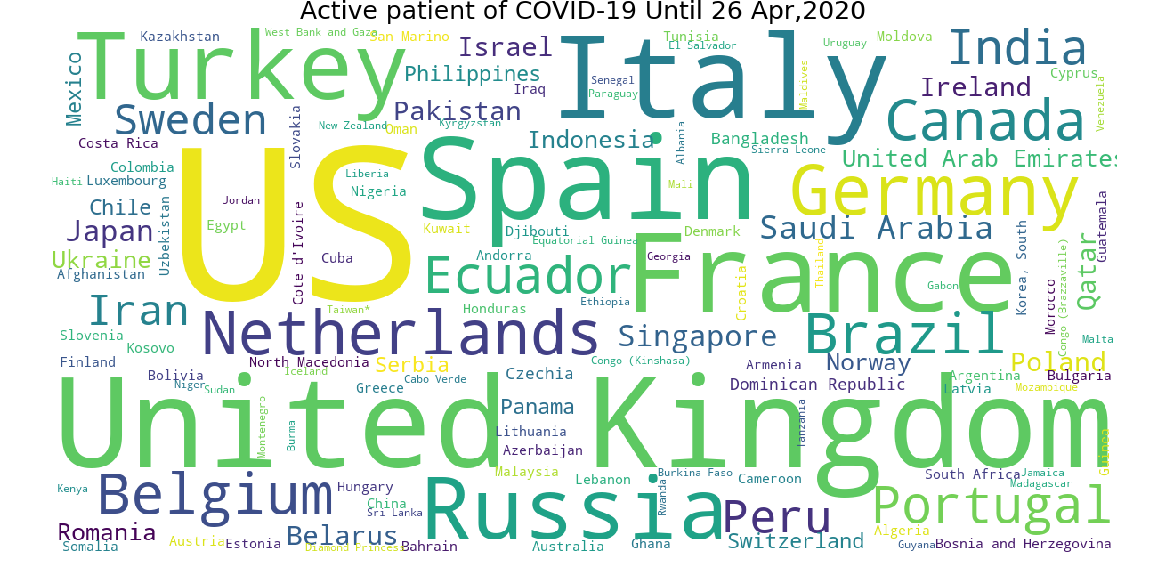 Active patient of COVID-19 Until 26 Apr,2020
Kazakhstan
West Bank and Gaza
San Marino
Turkey
Mexico
Israel
Philippines
Iraq
Pakistan
Italy
Senegal
Paraguay
Tunisia
El Salvador
Maldives
Uruguay
Moldova
India
Ireland
Cyprus
Venezuela
Canada
Sweden
Costa Rica
Slovakia
New Zealand
Oman
Kyrgyzstan
Indonesia
Albania
Bangladesh
Sierra Leone
United Arab Emirates
Colombia
Haiti
Luxembourg
US
Liberia
Nigeria
Spain
Mali
Germany
Chile
Uzbekistan
Jordan
Egypt
Cote d'Ivoire
Cuba
Kuwait
Djibouti
Equatorial Guinea
Denmark
Saudi Arabia
Korea, South
Guatemala
Japan
Ukraine
Afghanistan
Andorra
Ecuador
Georgia
France
Croatia
Thailand
Gabon
Morocco
Congo (Brazzaville)
Qatar
Iran
Taiwan*
Honduras
Ethiopia
Netherlands
Singapore
Brazil
Malta
Slovenia
Kosovo
Finland
North Macedonia
Serbia
Congo (Kinshasa)
Armenia
Norway
Poland
Bolivia
Iceland
Niger
Sudan
Greece
Cabo Verde
Czechia
Dominican Republic
Argentina
Latvia
Bulgaria
Mozambique
United Kingdom
Montenegro
Burma
Panama
Lithuania
Azerbaijan
Tanzania
Guinea
Malaysia
Lebanon
Burkina Faso
Cameroon
South Africa
Jamaica
Madagascar
Kenya
Belgium
Hungary
China
Sri Lanka
Russia
Rwanda
Peru
Portugal
Romania
Somalia
Austria
Estonia
Belarus
Diamond Princess
Bahrain
Australia
Ghana
Switzerland
Algeria
Guyana
Bosnia and Herzegovina